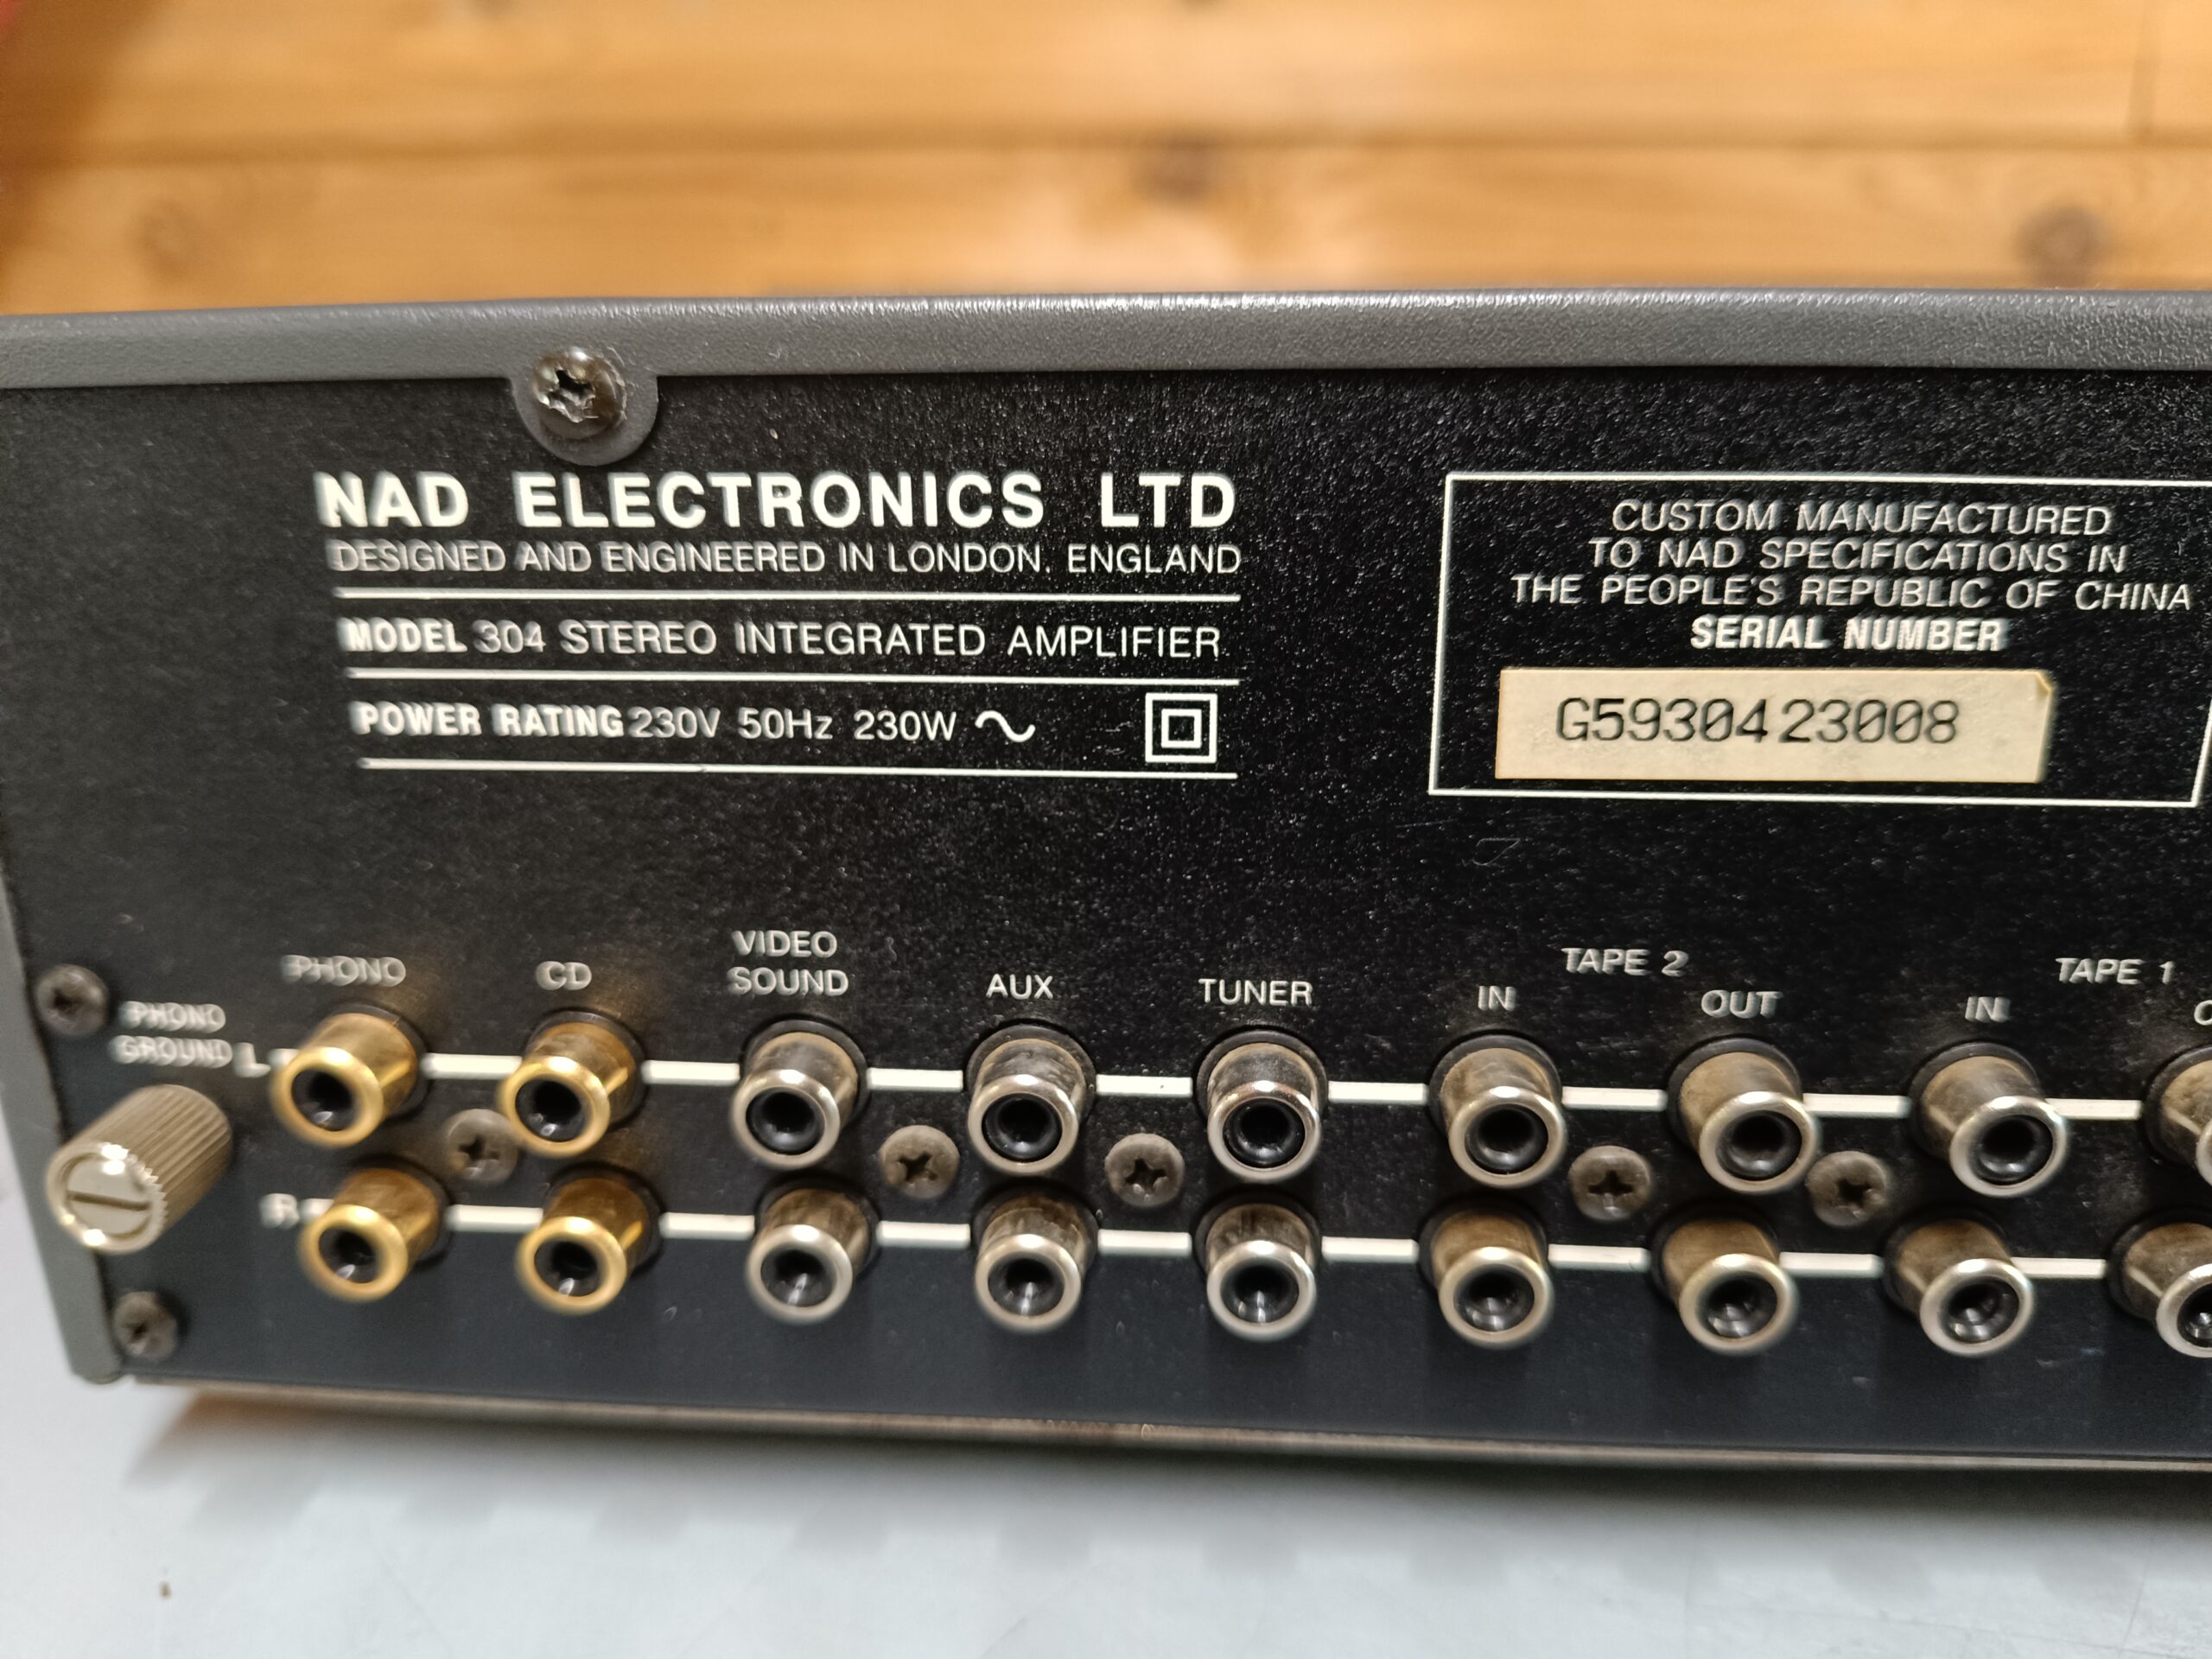 NAD ELECTRONICS LTD
DESIGNED AND ENGINEERED IN LONDON, ENGLAND
MODEL 304 STEREO INTEGRATED AMPLIFIER
POWER RATING 230V 50Hz 230W
CUSTOM MANUFACTURED
TO NAD SPECIFICATIONS IN
THE PEOPLE'S REPUBLIC OF CHINA
SERIAL NUMBER
G5930423008
PHONO
CD
VIDEO
SOUND
AUX
TUNER
TAPE 2
IN
OUT
TAPE 1
IN
PHONO
GROUND
L
R